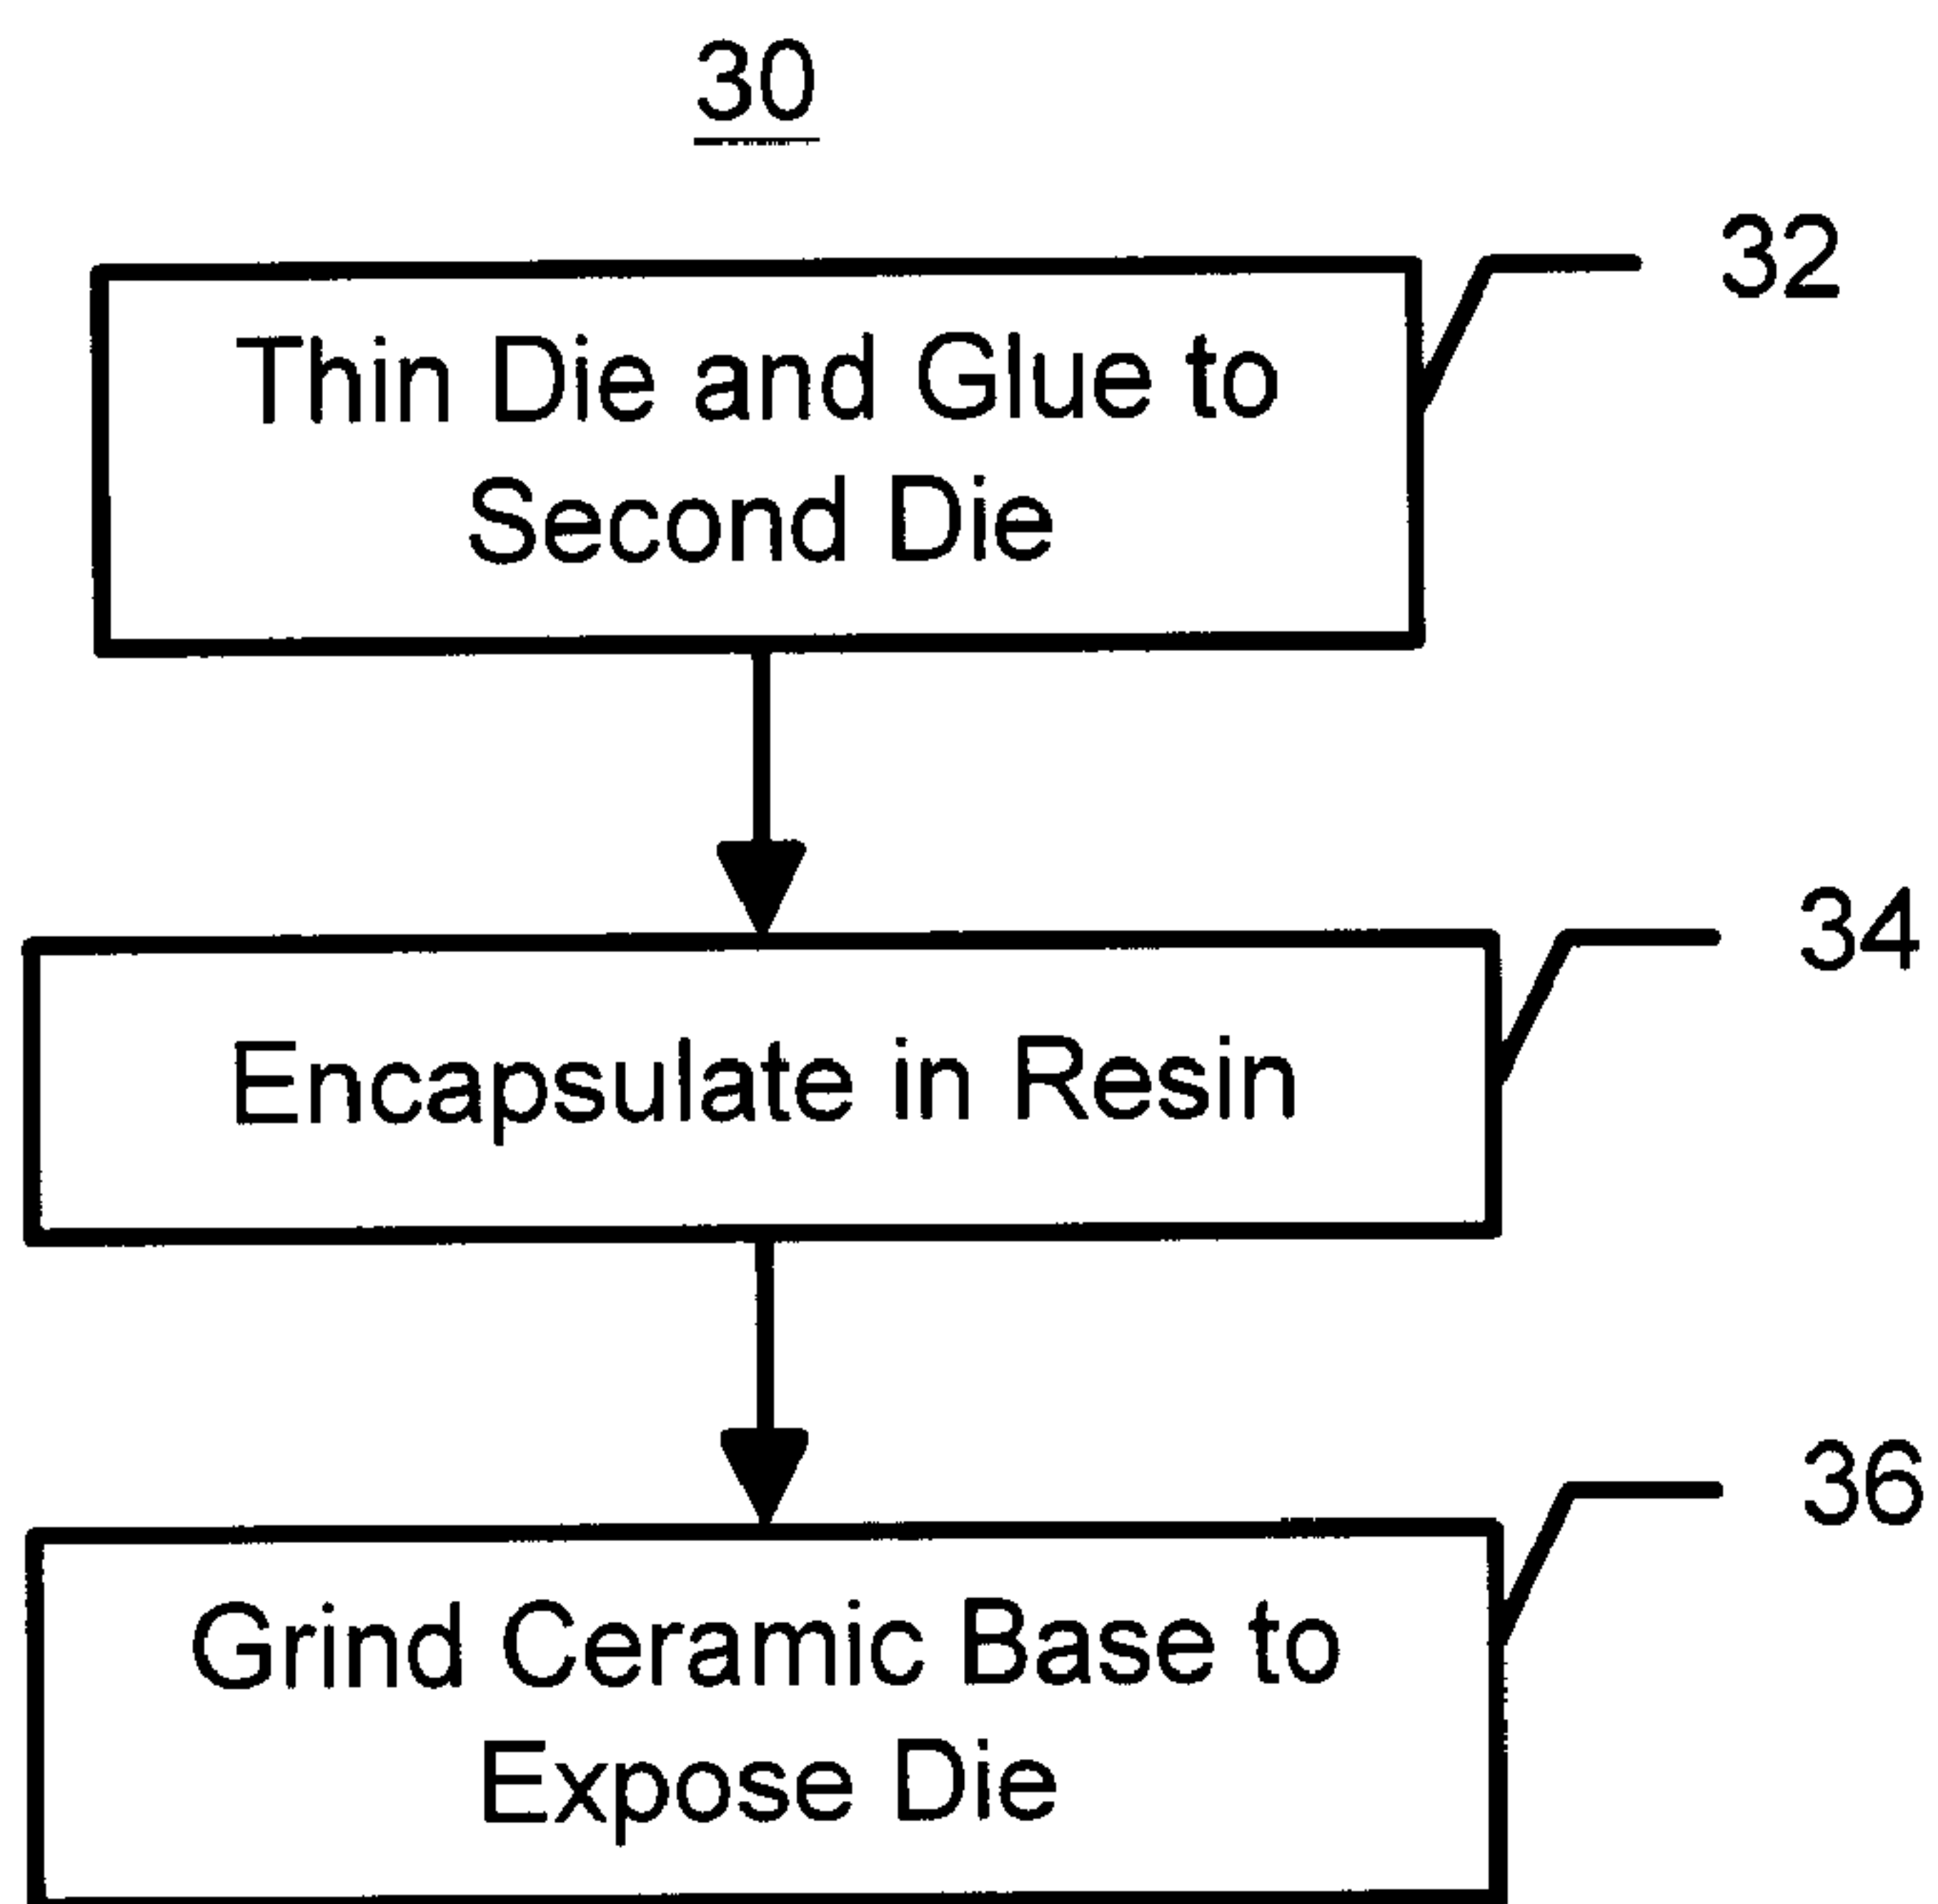 30
32
Thin Die and Glue to
Second Die
34
Encapsulate in Resin
36
Grind Ceramic Base to
Expose Die